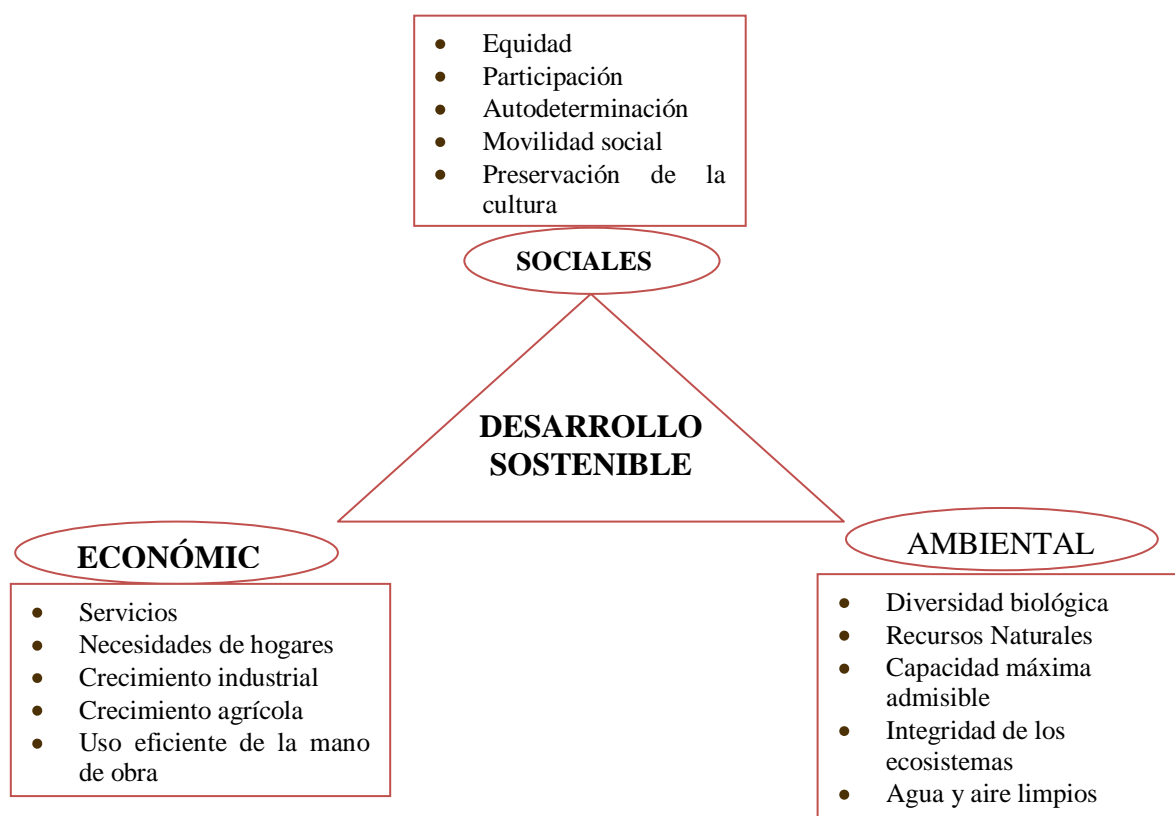 Equidad
Participación
Autodeterminación
Movilidad social
Preservación de la
cultura
SOCIALES
DESARROLLO
SOSTENIBLE
ECONÓMIC
Servicios
Necesidades de hogares
Crecimiento industrial
Crecimiento agrícola
Uso eficiente de la mano
de obra
AMBIENTAL
Diversidad biológica
Recursos Naturales
Capacidad máxima
admisible
Integridad de los
ecosistemas
Agua y aire limpios